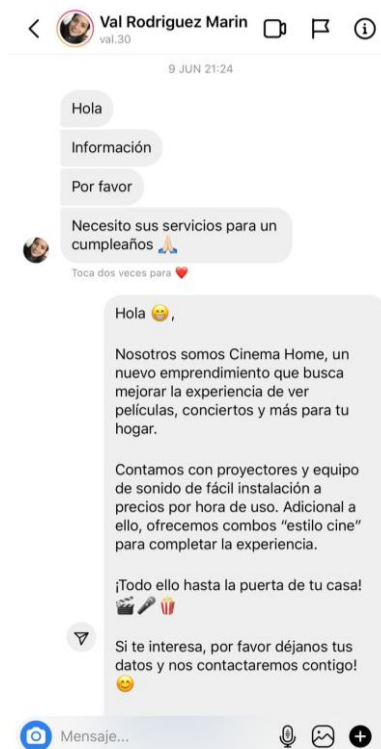 Val Rodriguez Marin
val.30
9 JUN 21:24
Hola
Información
Por favor
Necesito sus servicios para un
cumpleaños 🙏🏻
Toca dos veces para ❤️
Hola 😁,
Nosotros somos Cinema Home, un
nuevo emprendimiento que busca
mejorar la experiencia de ver
películas, conciertos y más para tu
hogar.
Contamos con proyectores y equipo
de sonido de fácil instalación a
precios por hora de uso. Adicional a
ello, ofrecemos combos “estilo cine”
para completar la experiencia.
¡Todo ello hasta la puerta de tu casa!
🎬🎤🍿
Si te interesa, por favor déjanos tus
datos y nos contactaremos contigo!
😊
Mensaje...